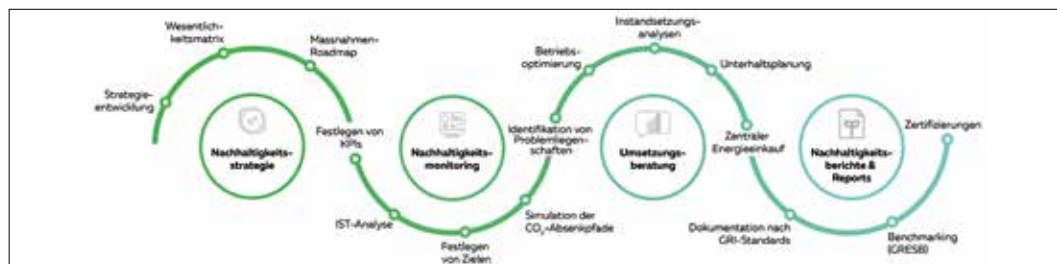 Strategie-
entwicklung
Wesentlich-
keitsmatrix
Massnahmen-
Roadmap
Nachhaltigkeits-
strategie
Festlegen von
KPIs
IST-Analyse
Festlegen
von Zielen
Simulation der
CO₂-Absenkpfade
Identifikation von
Problemliegen-
schaften
Nachhaltigkeits-
monitoring
Betriebs-
optimierung
Instandsetzungs-
analysen
Unterhaltsplanung
Zentraler
Energieeinkauf
Umsetzungs-
beratung
Dokumentation nach
GRI-Standards
Benchmarking
(GRESB)
Zertifizierungen
Nachhaltigkeits-
berichte &
Reports